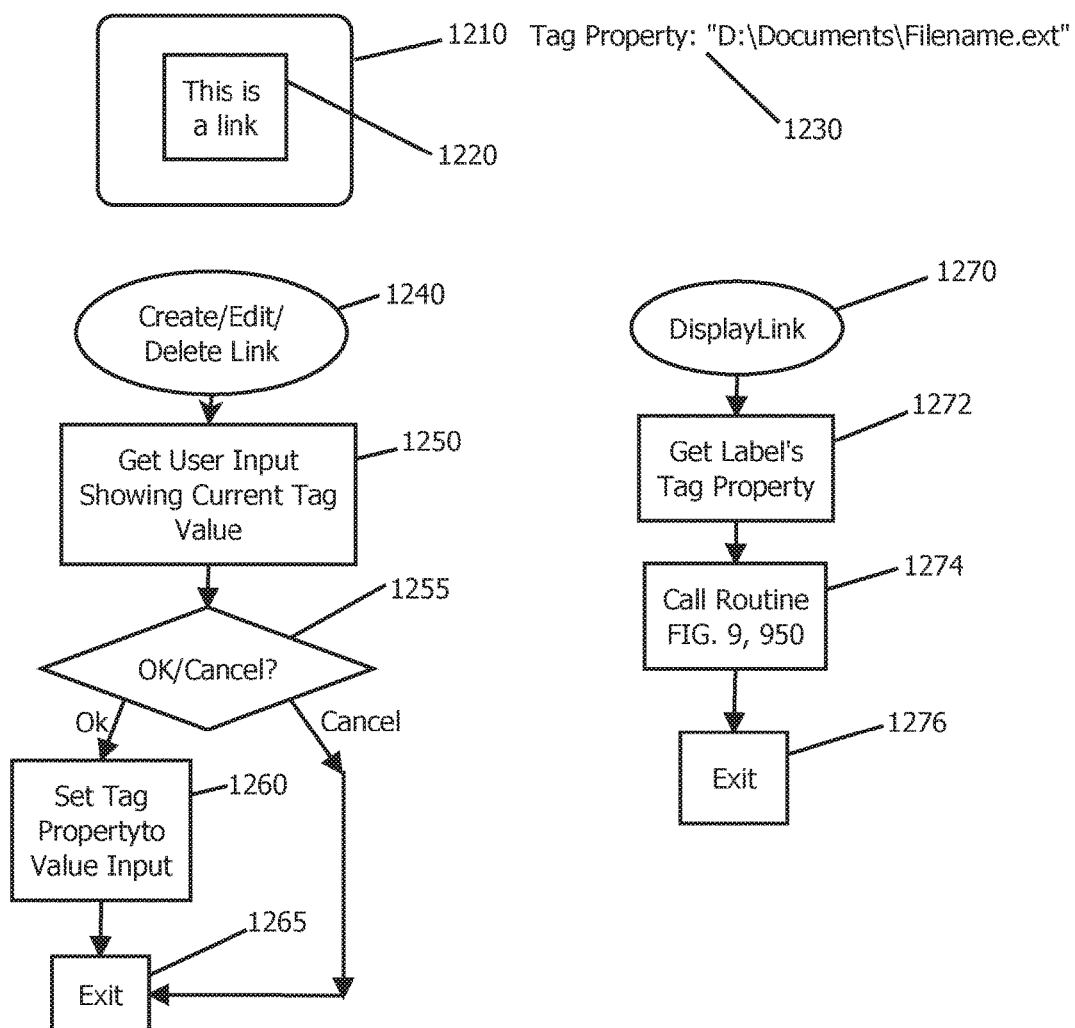 1210 Tag Property: "D:\Documents\Filename.ext"
This is
a link
1220
1230
1240
Create/Edit/
Delete Link
1250
Get User Input
Showing Current Tag
Value
1255
OK/Cancel?
Ok
Cancel
1260
Set Tag
Propertyto
Value Input
1265
Exit
1270
DisplayLink
1272
Get Label's
Tag Property
1274
Call Routine
FIG. 9, 950
1276
Exit